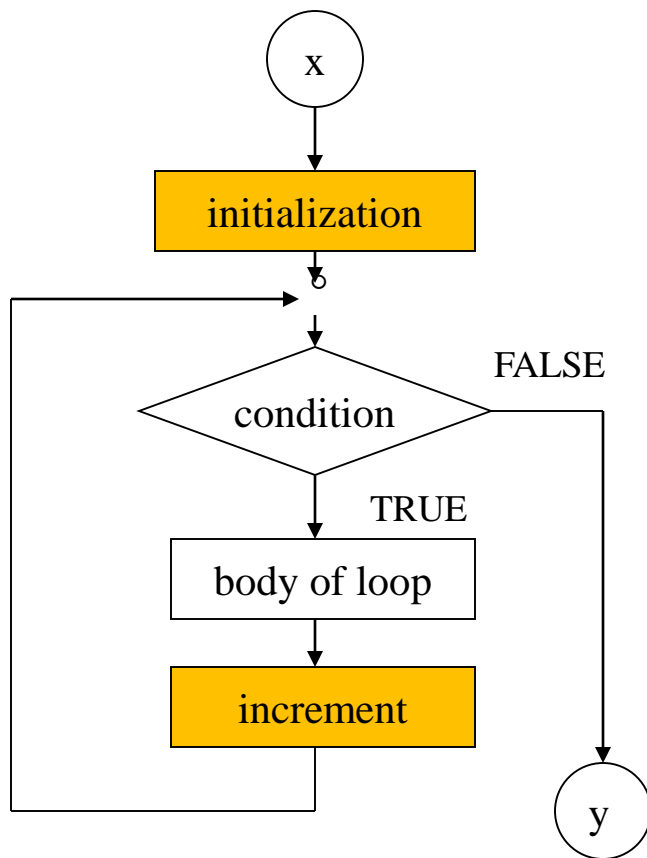 x
initialization
FALSE
condition
TRUE
body of loop
increment
y